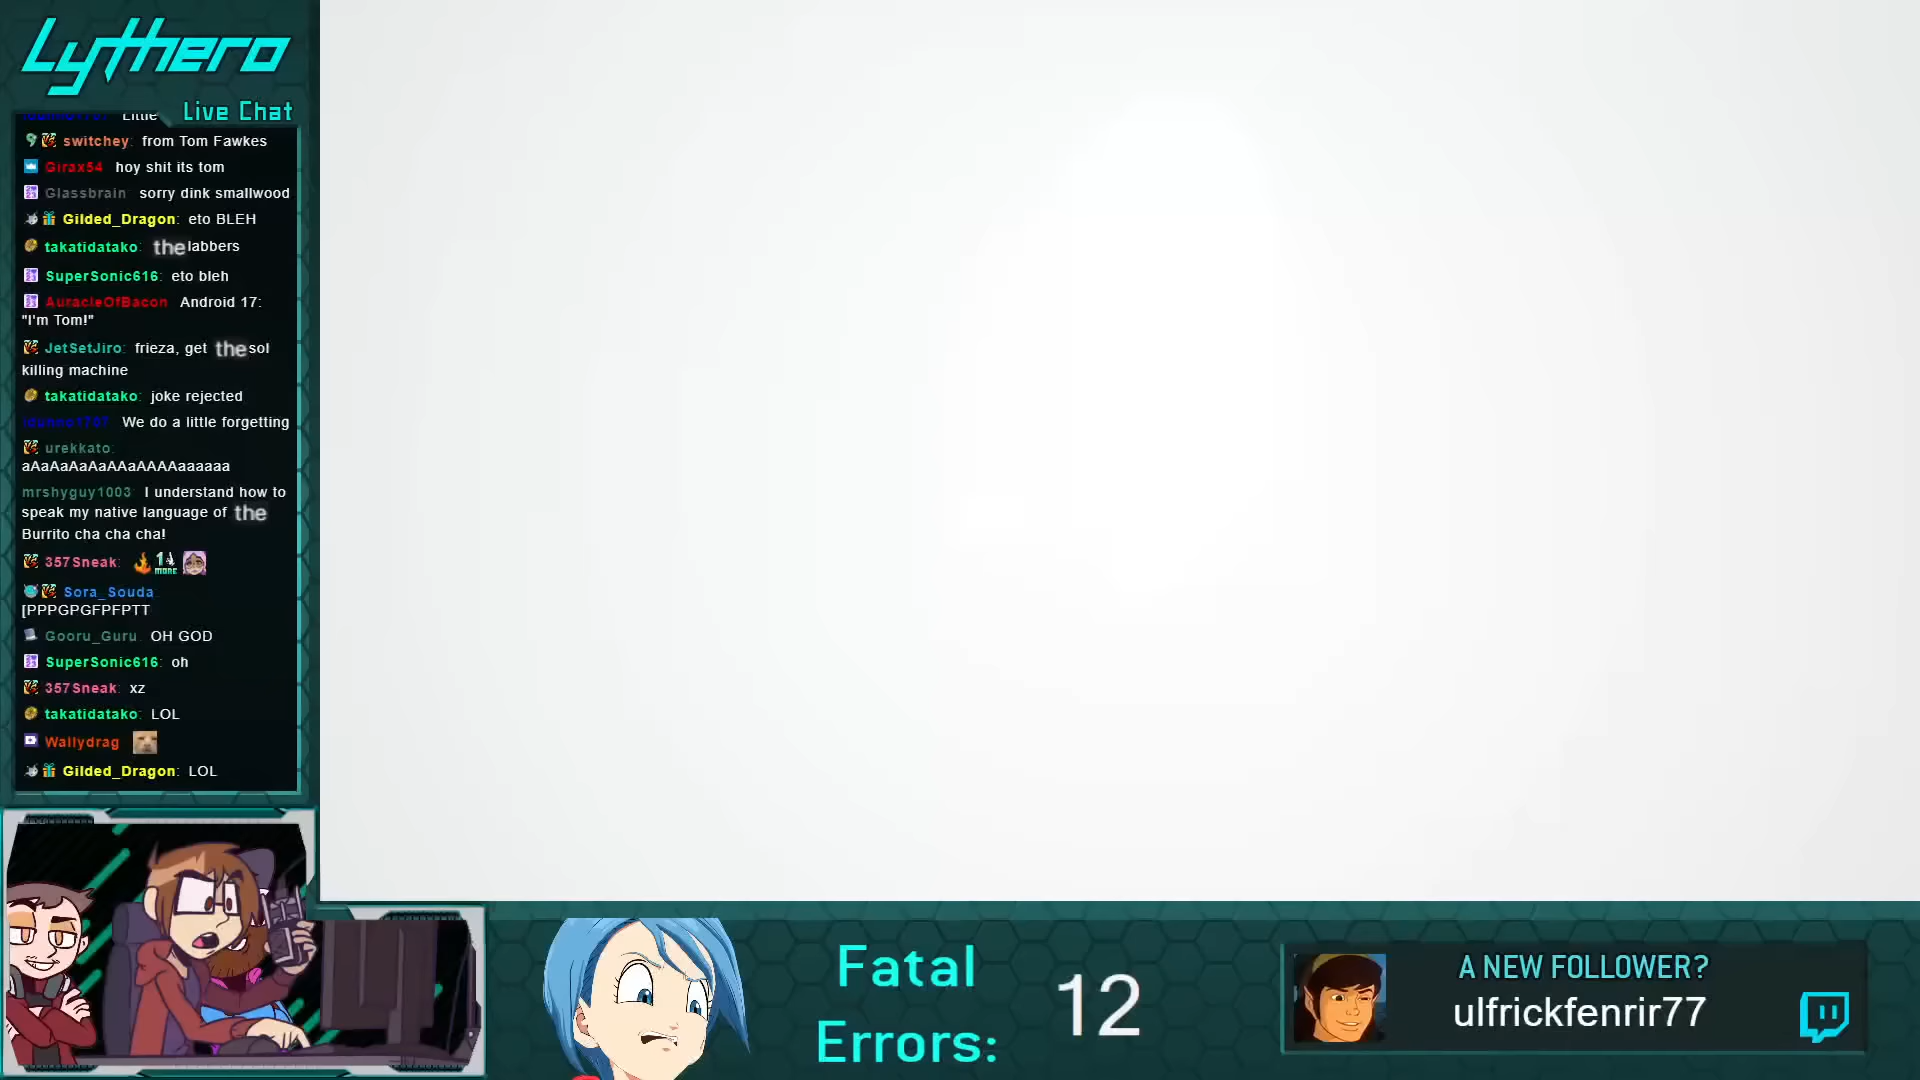 Lythero
Live Chat
Little
switchey: from Tom Fawkes
Girax54 hoy shit its tom
Glassbrain sorry dink smallwood
Gilded_Dragon: eto BLEH
takatidatako: the labbers
SuperSonic616: eto bleh
AuracleOfBacon Android 17:
"I'm Tom!"
JetSetJiro: frieza, get the sol
killing machine
takatidatako: joke rejected
We do a little forgetting
urekkato:
aAaAaAaAaAAaAAAAaaaaaa
mrshyguy1003: I understand how to
speak my native language of the
Burrito cha cha cha!
357Sneak: 1 MORE
Sora_Souda
[PPPGPGFPFPTT
Gooru_Guru: OH GOD
SuperSonic616: oh
357Sneak: xz
takatidatako: LOL
Wallydrag
Gilded_Dragon: LOL
Fatal
Errors:
12
A NEW FOLLOWER?
ulfrickfenrir77